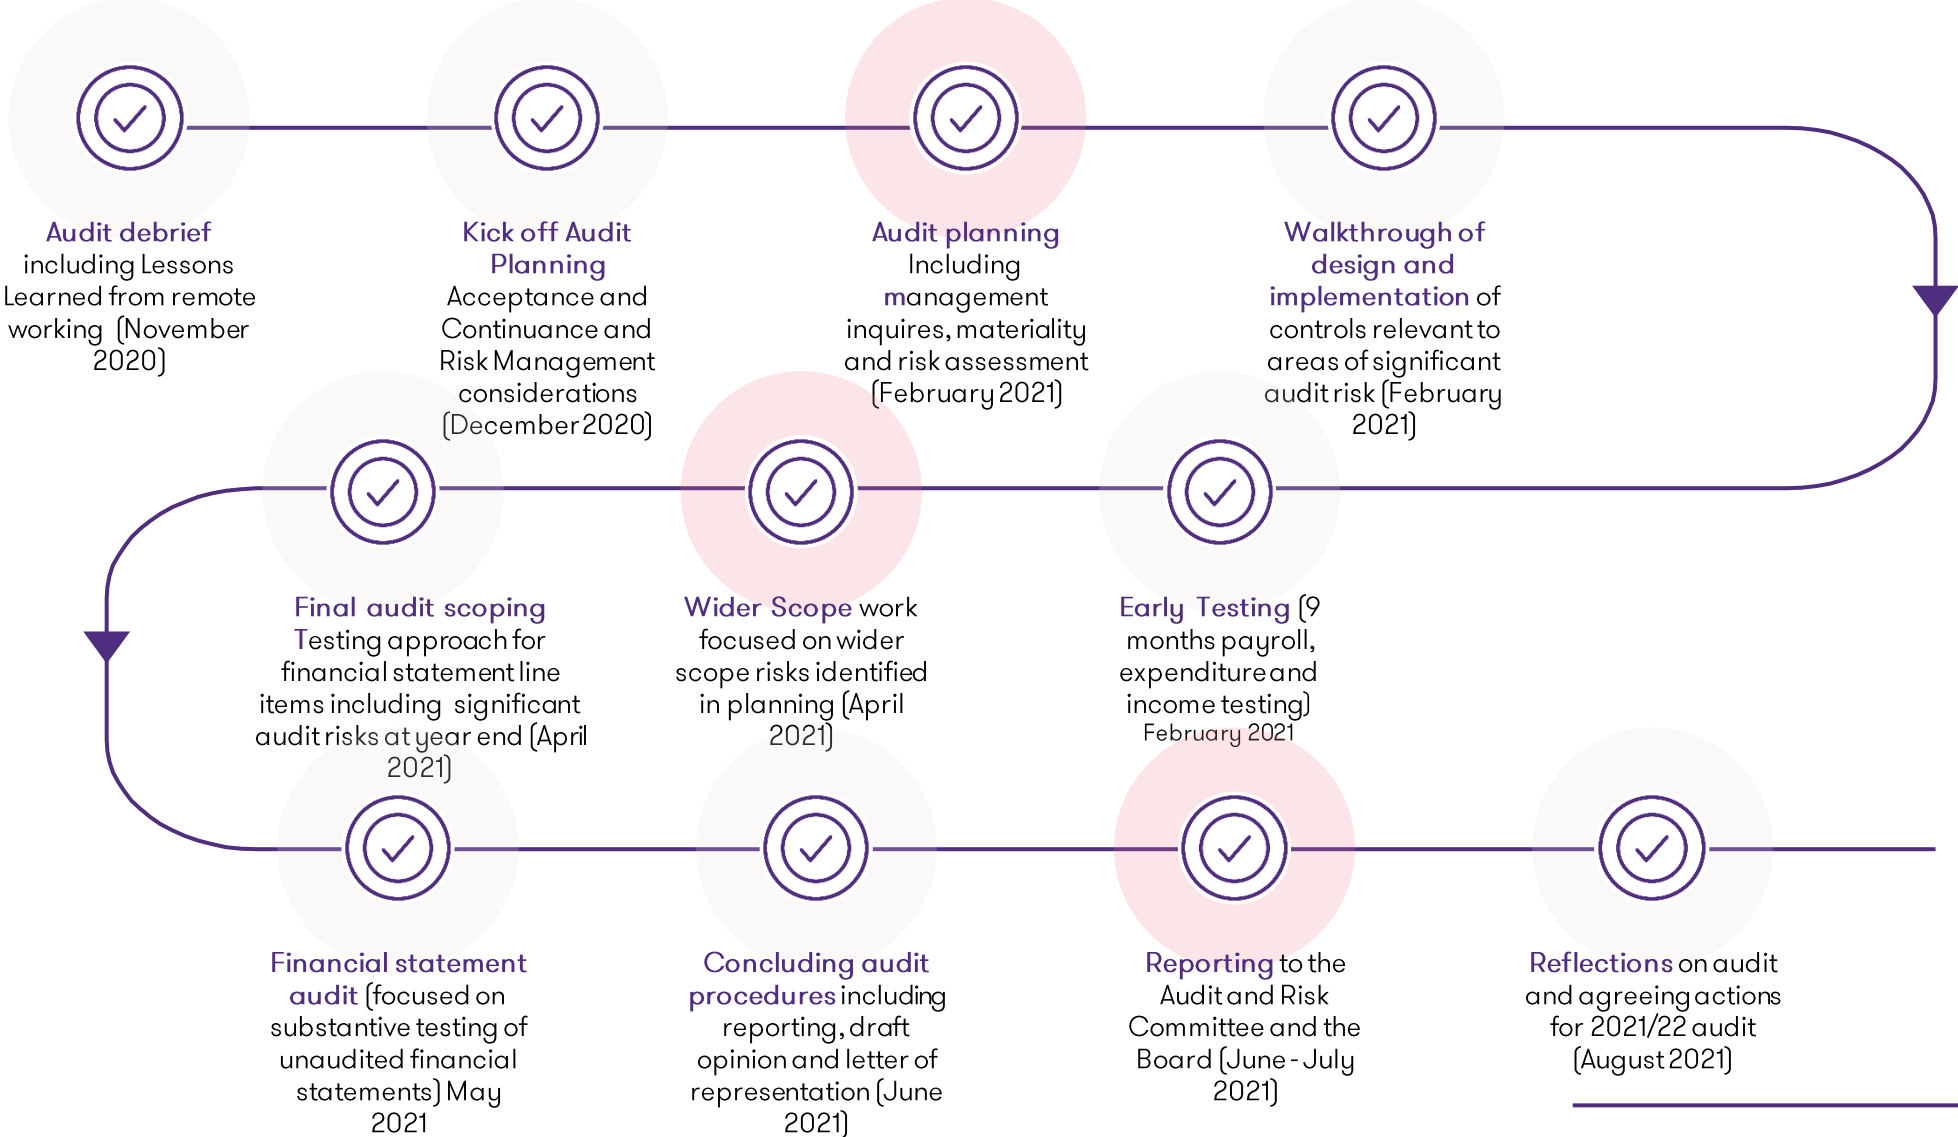 Audit debrief
including Lessons
Learned from remote
working (November
2020)
Kick off Audit
Planning
Acceptance and
Continuance and
Risk Management
considerations
(December 2020)
Audit planning
Including
management
inquires, materiality
and risk assessment
(February 2021)
Walkthrough of
design and
implementation of
controls relevant to
areas of significant
audit risk (February
2021)
Final audit scoping
Testing approach for
financial statement line
items including significant
audit risks at year end (April
2021)
Wider Scope work
focused on wider
scope risks identified
in planning (April
2021)
Early Testing (9
months payroll,
expenditure and
income testing)
February 2021
Financial statement
audit (focused on
substantive testing of
unaudited financial
statements) May
2021
Concluding audit
procedures including
reporting, draft
opinion and letter of
representation (June
2021)
Reporting to the
Audit and Risk
Committee and the
Board (June - July
2021)
Reflections on audit
and agreeing actions
for 2021/22 audit
(August 2021)